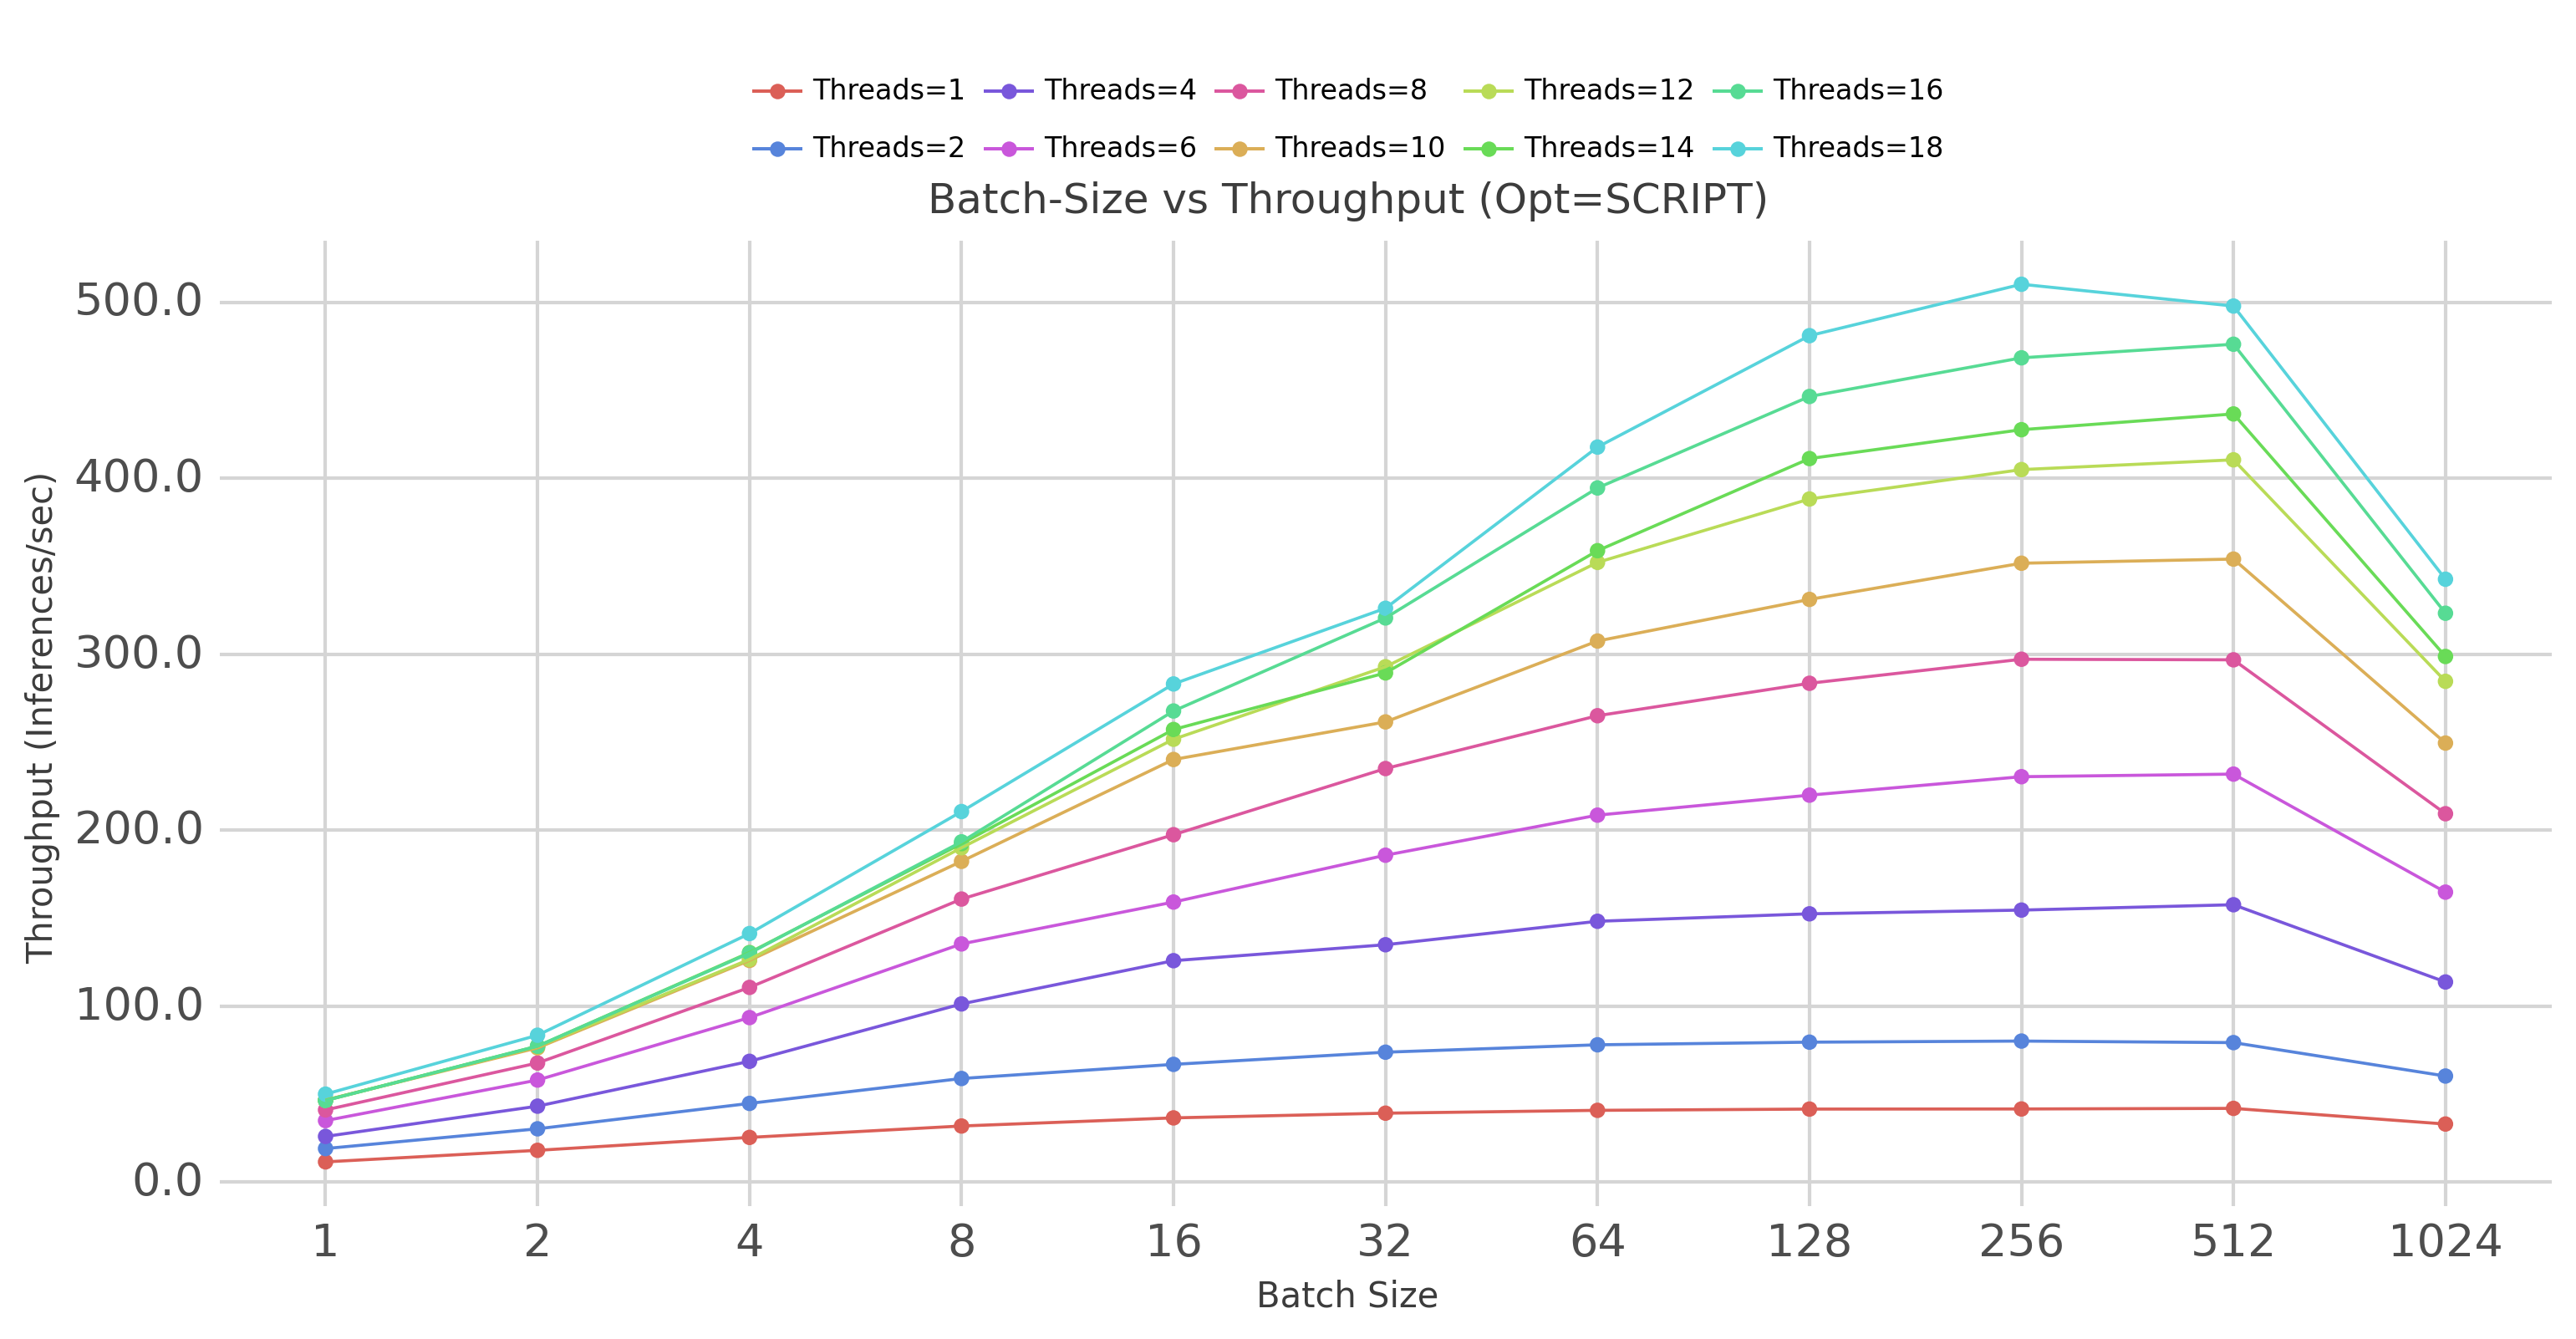 Threads=1 Threads=4 Threads=8 Threads=12 Threads=16
Threads=2 Threads=6 Threads=10 Threads=14 Threads=18
Batch-Size vs Throughput (Opt=SCRIPT)
Throughput (Inferences/sec)
500.0
400.0
300.0
200.0
100.0
0.0
1 2 4 8 16 32 64 128 256 512 1024
Batch Size